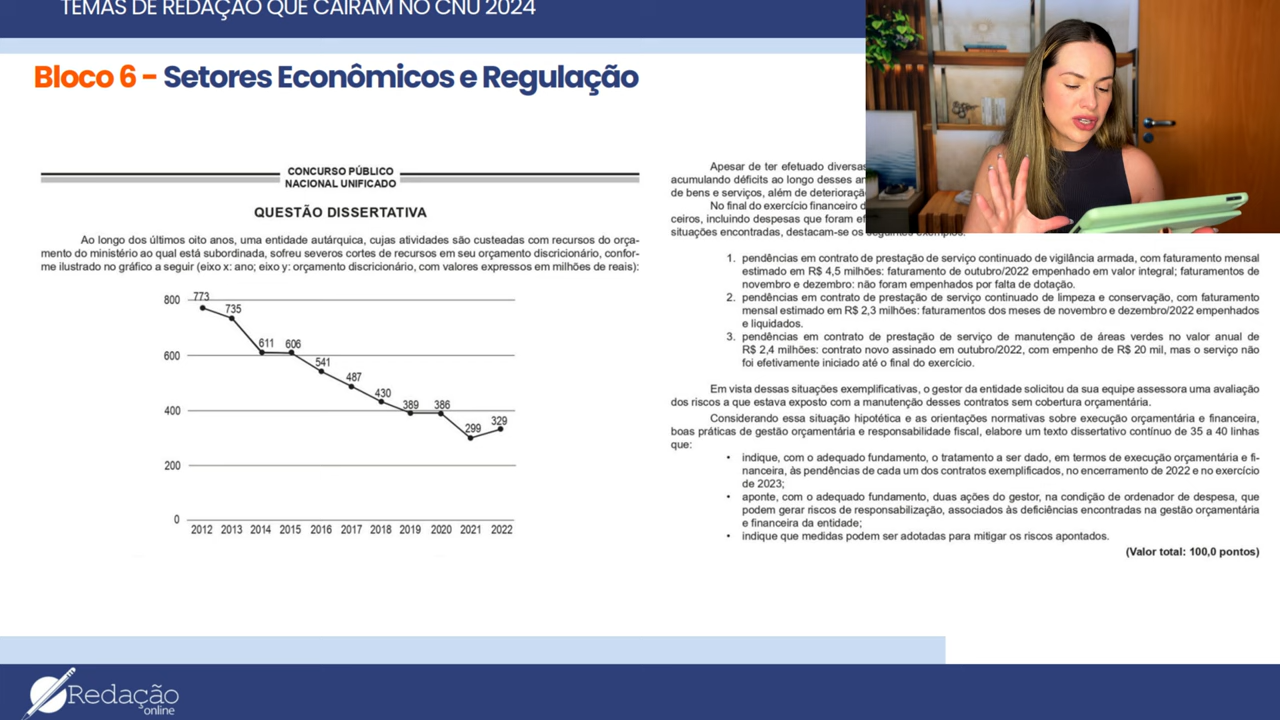 TEMAS DE REDAÇÃO QUE CAÍRAM NO CNU 2024
Bloco 6 - Setores Econômicos e Regulação
CONCURSO PÚBLICO
NACIONAL UNIFICADO
QUESTÃO DISSERTATIVA
Ao longo dos últimos oito anos, uma entidade autárquica, cujas atividades são custeadas com recursos do orça-
mento do ministério ao qual está subordinada, sofreu severos cortes de recursos em seu orçamento discricionário, confor-
me ilustrado no gráfico a seguir (eixo x: ano; eixo y: orçamento discricionário, com valores expressos em milhões de reais):
800
600
400
200
0
773
735
611
606
541
487
430
389
386
299
329
2012 2013 2014 2015 2016 2017 2018 2019 2020 2021 2022
Apesar de ter efetuado diversas
acumulando déficits ao longo desses
de bens e serviços, além de
No final do exercício financeiro
ceiros, incluindo despesas que foram
situações encontradas, destacam-se os seguintes exemplos:
1. pendências em contrato de prestação de serviço continuado de vigilância armada, com faturamento mensal
estimado em R$ 4,5 milhões: faturamento de outubro/2022 empenhado em valor integral; faturamentos de
novembro e dezembro: não foram empenhados por falta de dotação.
2. pendências em contrato de prestação de serviço continuado de limpeza e conservação, com faturamento
mensal estimado em R$ 2,3 milhões: faturamentos dos meses de novembro e dezembro/2022 empenhados
e liquidados.
3. pendências em contrato de prestação de serviço de manutenção de áreas verdes no valor anual de
R$ 2,4 milhões: contrato novo assinado em outubro/2022, com empenho de R$ 20 mil, mas o serviço não
foi efetivamente iniciado até o final do exercício.
Em vista dessas situações exemplificativas, o gestor da entidade solicitou da sua equipe assessora uma avaliação
dos riscos a que estava exposto com a manutenção desses contratos sem cobertura orçamentária.
Considerando essa situação hipotética e as orientações normativas sobre execução orçamentária e financeira,
boas práticas de gestão orçamentária e responsabilidade fiscal, elabore um texto dissertativo contínuo de 35 a 40 linhas
que:
• indique, com o adequado fundamento, o tratamento a ser dado, em termos de execução orçamentária e fi-
nanceira, às pendências de cada um dos contratos exemplificados, no encerramento de 2022 e no exercício
de 2023;
• aponte, com o adequado fundamento, duas ações do gestor, na condição de ordenador de despesa, que
podem gerar riscos de responsabilização, associados às deficiências encontradas na gestão orçamentária
e financeira da entidade;
• indique que medidas podem ser adotadas para mitigar os riscos apontados.
(Valor total: 100,0 pontos)
Redação
online